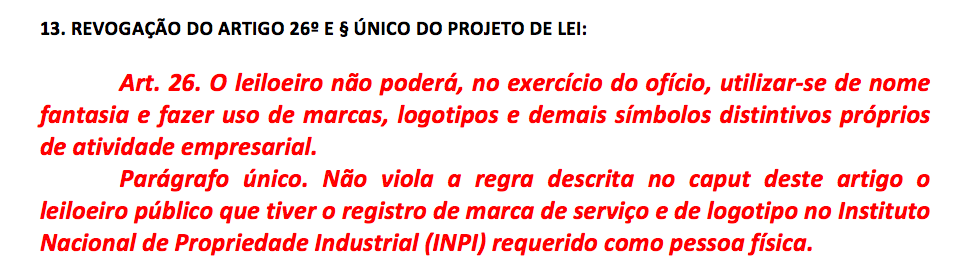 13. REVOGAÇÃO DO ARTIGO 26º E § ÚNICO DO PROJETO DE LEI:
Art. 26. O leiloeiro não poderá, no exercício do ofício, utilizar-se de nome
fantasia e fazer uso de marcas, logotipos e demais símbolos distintivos próprios
de atividade empresarial.
Parágrafo único. Não viola a regra descrita no caput deste artigo o
leiloeiro público que tiver o registro de marca de serviço e de logotipo no Instituto
Nacional de Propriedade Industrial (INPI) requerido como pessoa física.